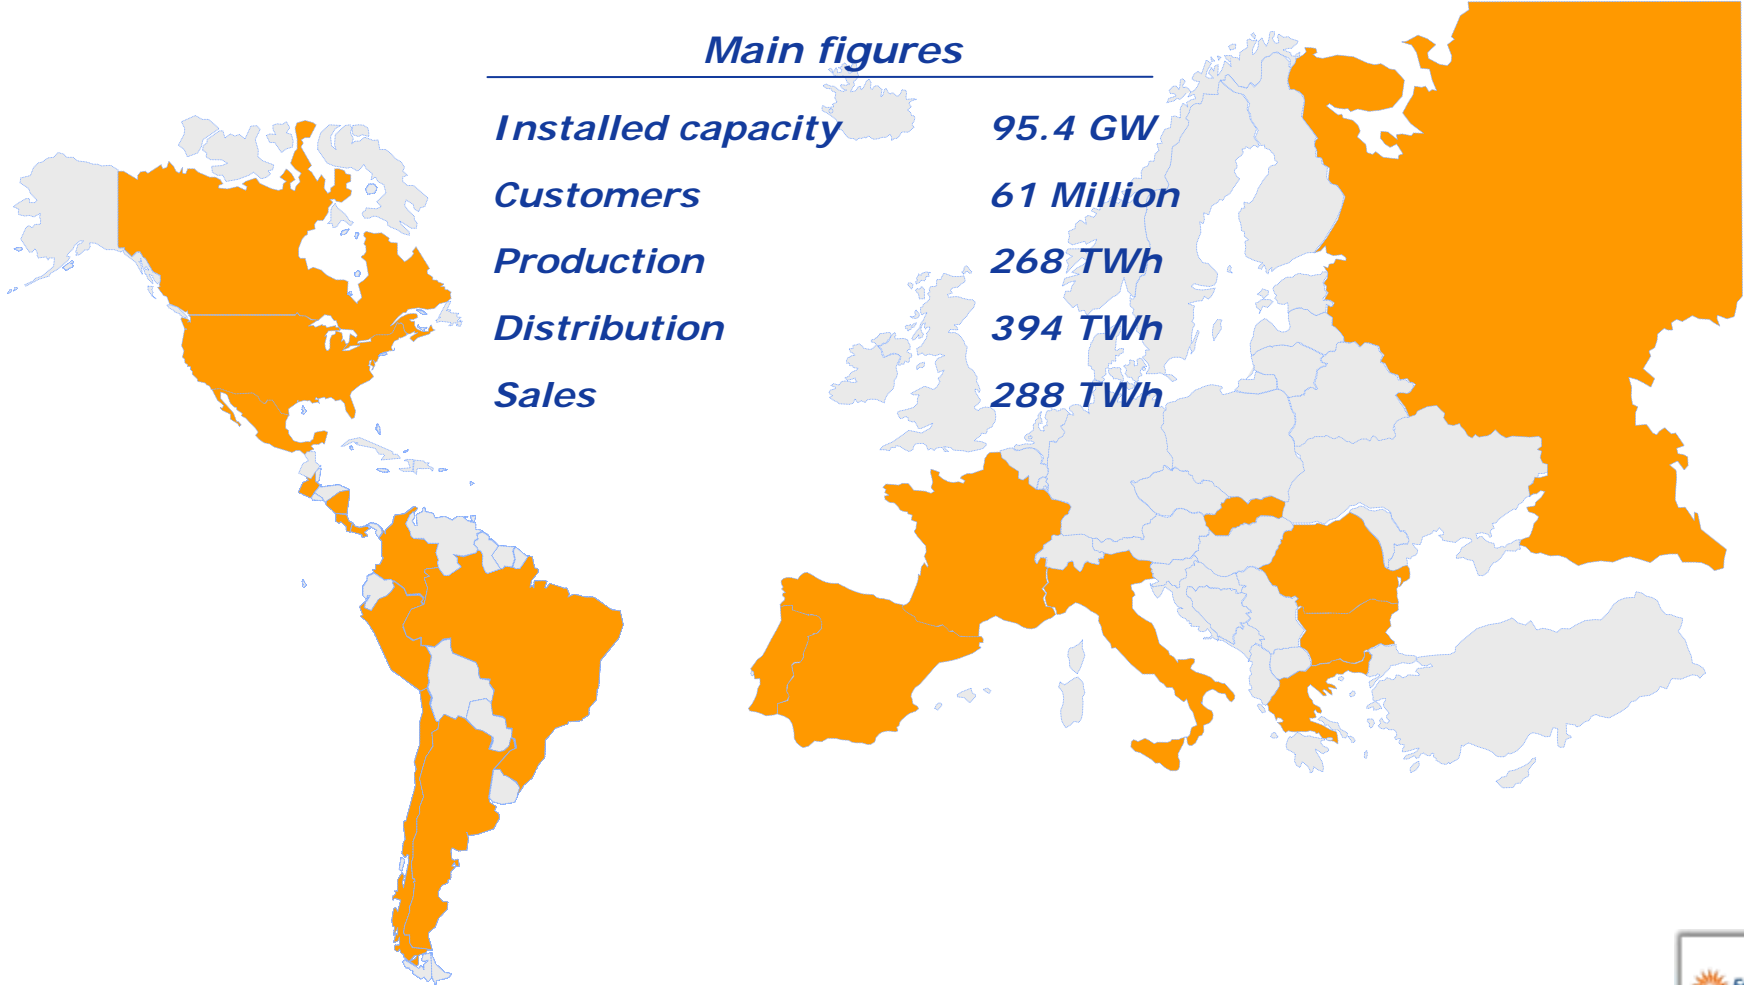 Main figures
Installed capacity 95.4 GW
Customers 61 Million
Production 268 TWh
Distribution 394 TWh
Sales 288 TWh